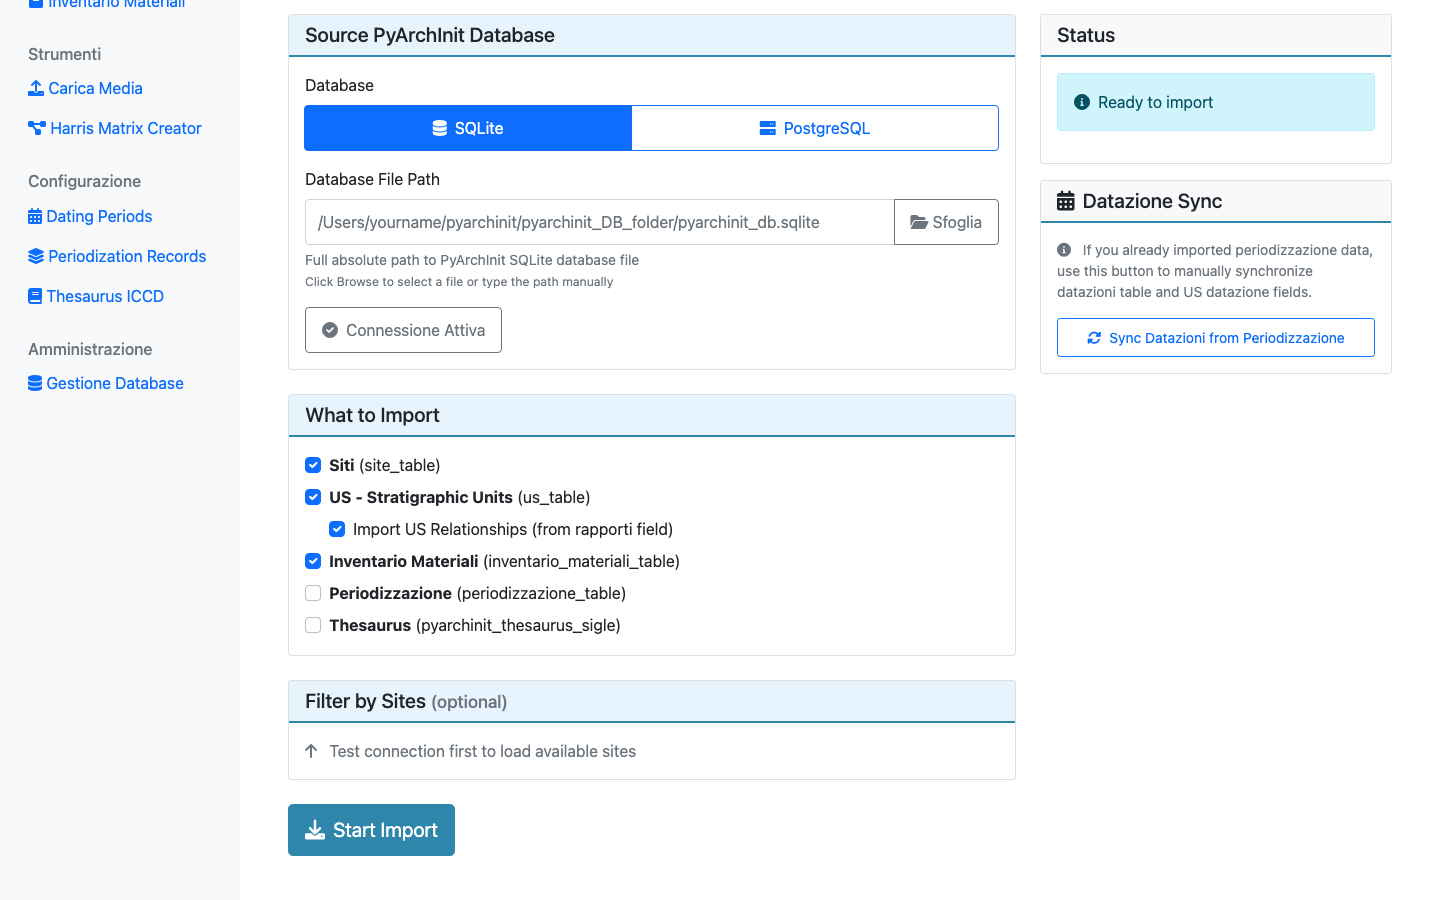 Inventario Materiali
Strumenti
Carica Media
Harris Matrix Creator
Configurazione
Dating Periods
Periodization Records
Thesaurus ICCD
Amministrazione
Gestione Database
Source PyArchInit Database
Database
SQLite
PostgreSQL
Database File Path
/Users/yourname/pyarchinit/pyarchinit_DB_folder/pyarchinit_db.sqlite
Sfoglia
Full absolute path to PyArchInit SQLite database file
Click Browse to select a file or type the path manually
Connessione Attiva
What to Import
Siti (site_table)
US - Stratigraphic Units (us_table)
Import US Relationships (from rapporti field)
Inventario Materiali (inventario_materiali_table)
Periodizzazione (periodizzazione_table)
Thesaurus (pyarchinit_thesaurus_sigle)
Filter by Sites (optional)
Test connection first to load available sites
Start Import
Status
Ready to import
Datazione Sync
If you already imported periodizzazione data,
use this button to manually synchronize
datazioni table and US datazione fields.
Sync Datazioni from Periodizzazione